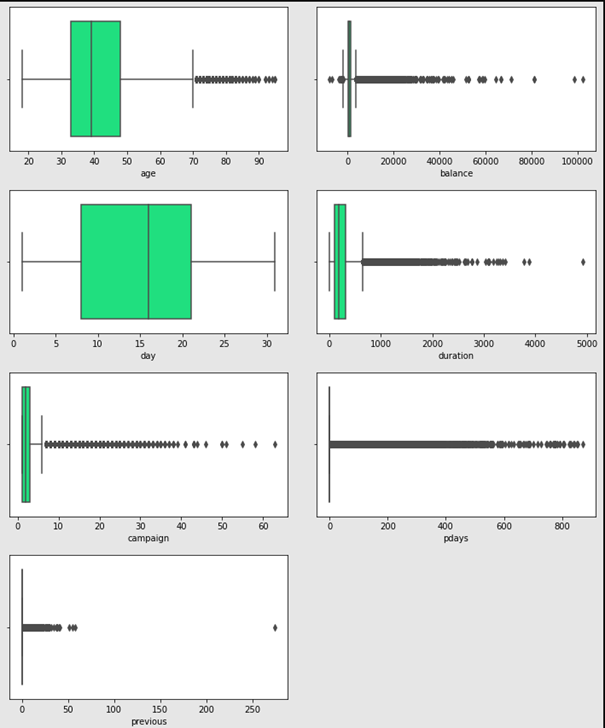 20 30 40 50 60 70 80 90
age
0 20000 40000 60000 80000 100000
balance
0 5 10 15 20 25 30
day
0 1000 2000 3000 4000 5000
duration
0 10 20 30 40 50 60
campaign
0 200 400 600 800
pdays
0 50 100 150 200 250
previous